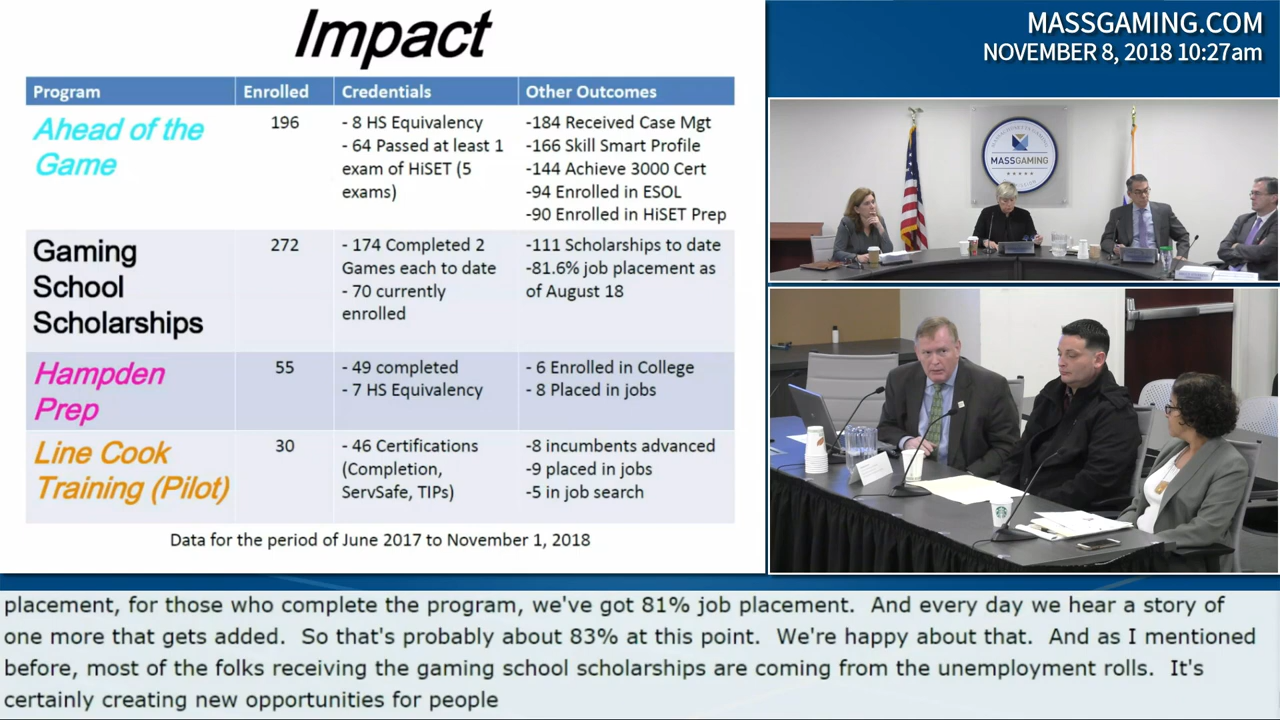 Impact
MASSGAMING.COM
NOVEMBER 8, 2018 10:27am
Program Enrolled Credentials Other Outcomes
Ahead of the
Game
196
- 8 HS Equivalency
- 64 Passed at least 1
exam of HiSET (5
exams)
-184 Received Case Mgt
-166 Skill Smart Profile
-144 Achieve 3000 Cert
-94 Enrolled in ESOL
-90 Enrolled in HiSET Prep
Gaming
School
Scholarships
272
- 174 Completed 2
Games each to date
- 70 currently
enrolled
-111 Scholarships to date
-81.6% job placement as
of August 18
Hampden
Prep
55
- 49 completed
- 7 HS Equivalency
- 6 Enrolled in College
- 8 Placed in jobs
Line Cook
Training (Pilot)
30
- 46 Certifications
(Completion,
ServSafe, TIPs)
-8 incumbents advanced
-9 placed in jobs
-5 in job search
Data for the period of June 2017 to November 1, 2018
MASSGAMING
placement, for those who complete the program, we've got 81% job placement. And every day we hear a story of
one more that gets added. So that's probably about 83% at this point. We're happy about that. And as I mentioned
before, most of the folks receiving the gaming school scholarships are coming from the unemployment rolls. It's
certainly creating new opportunities for people